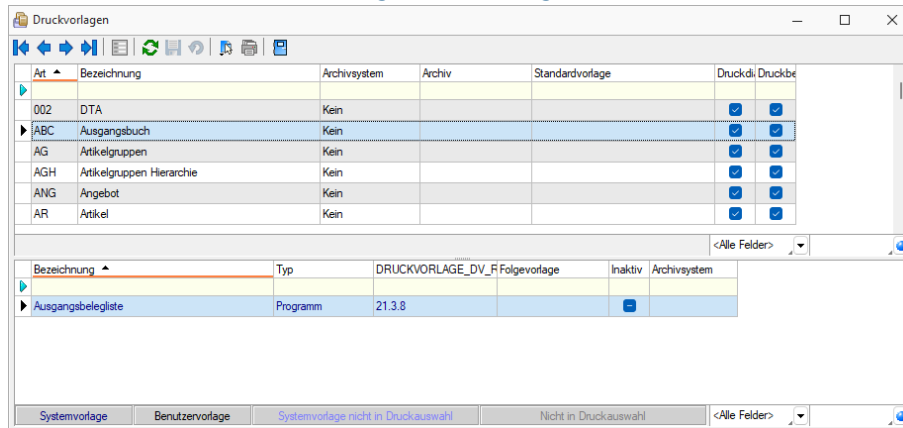 Druckvorlagen
Art Bezeichnung Archivsystem Archiv Standardvorlage Druckdi Druckbe
002 DTA Kein
ABC Ausgangsbuch Kein
AG Artikelgruppen Kein
AGH Artikelgruppen Hierarchie Kein
ANG Angebot Kein
AR Artikel Kein
<Alle Felder>
Bezeichnung Typ DRUCKVORLAGE_DV_F Folgevorlage Inaktiv Archivsystem
Ausgangsbelegliste Programm 21.3.8
Systemvorlage Benutzervorlage Systemvorlage nicht in Druckauswahl Nicht in Druckauswahl <Alle Felder>